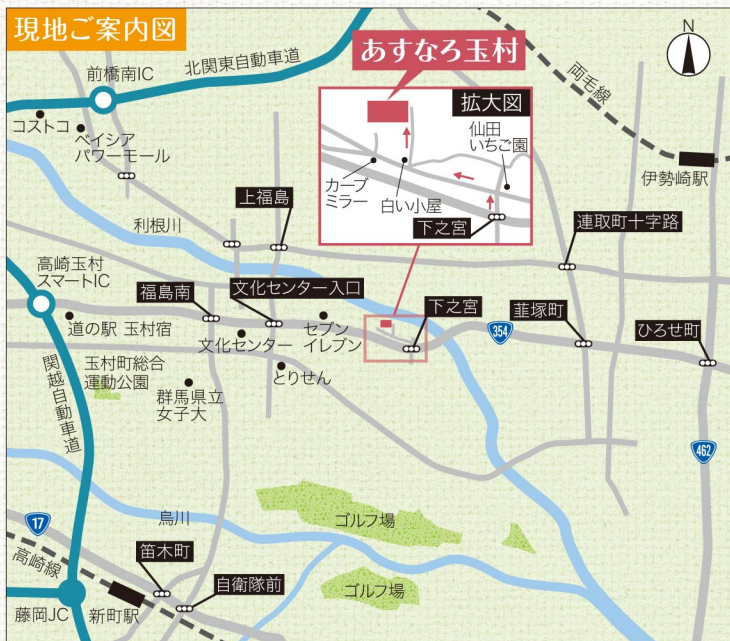 現地ご案内図
N
前橋南IC
北関東自動車道
あすなろ玉村
両毛線
コストコ
ベイシア
パワーモール
拡大図
仙田
いちご園
カーブ
ミラー
白い小屋
下之宮
伊勢崎駅
上福島
利根川
連取町十字路
高崎玉村
スマートIC
福島南
文化センター入口
下之宮
韮塚町
ひろせ町
道の駅 玉村宿
文化センター
セブン
イレブン
354
玉村町総合
運動公園
とりせん
群馬県立
女子大
関越自動車道
462
17
烏川
ゴルフ場
高崎線
笛木町
自衛隊前
ゴルフ場
藤岡JC
新町駅